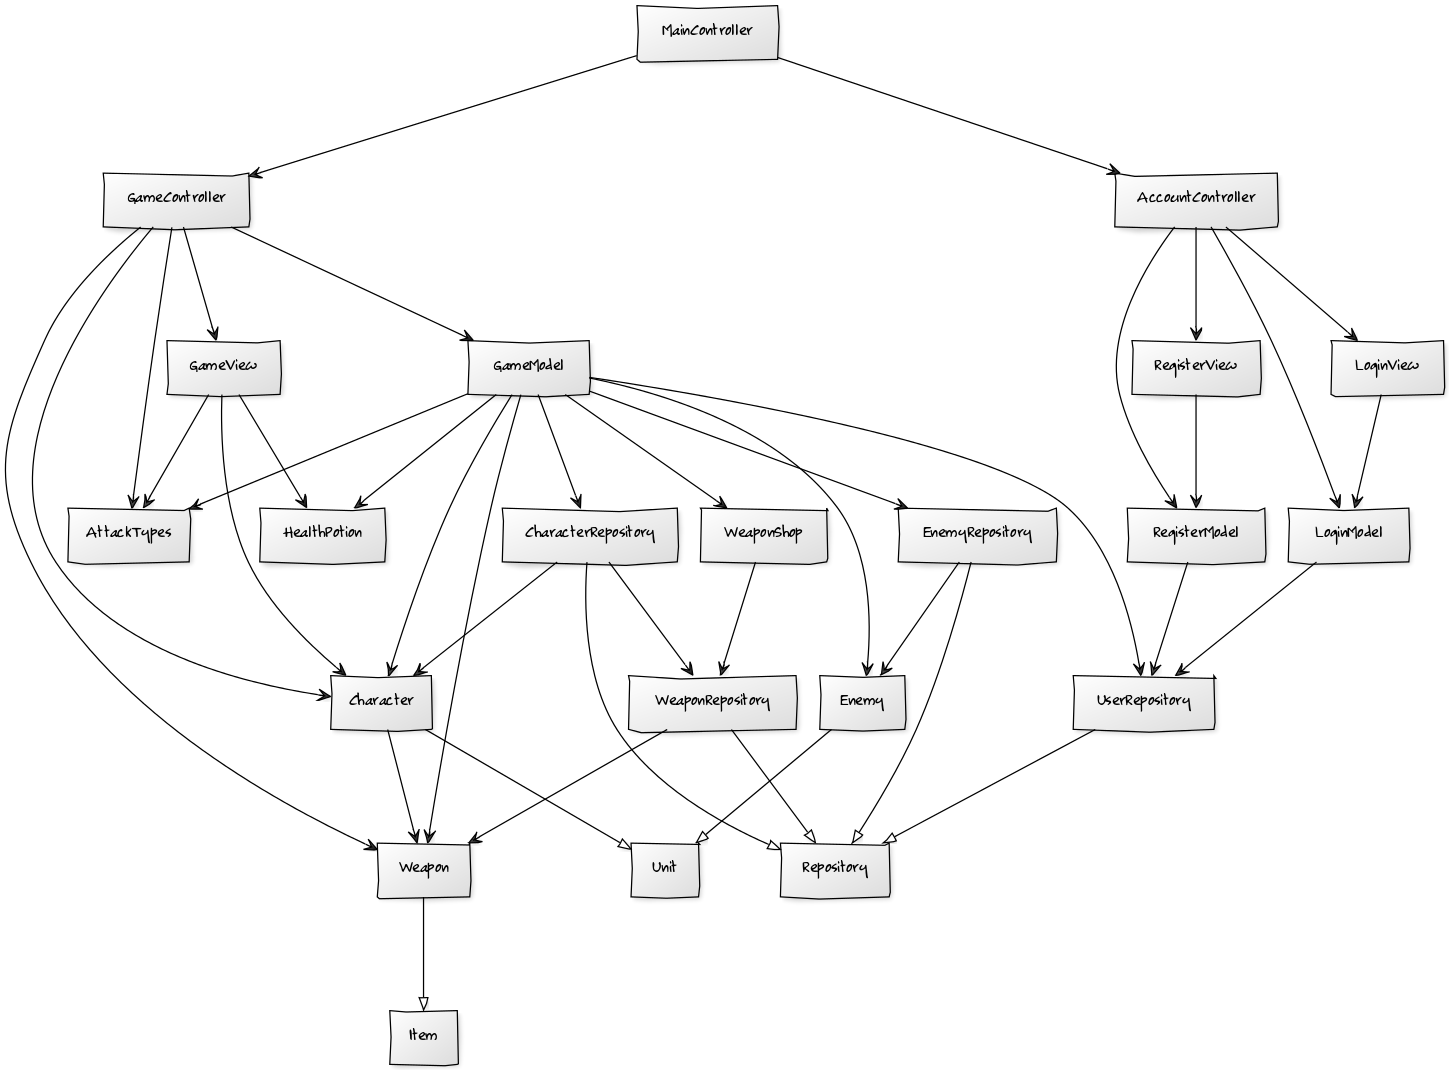 MainController
GameController
AccountController
GameView
GameModel
RegisterView
LoginView
AttackTypes
HealthPotion
CharacterRepository
WeaponShop
EnemyRepository
RegisterModel
LoginModel
Character
WeaponRepository
Enemy
UserRepository
Weapon
Unit
Repository
Item